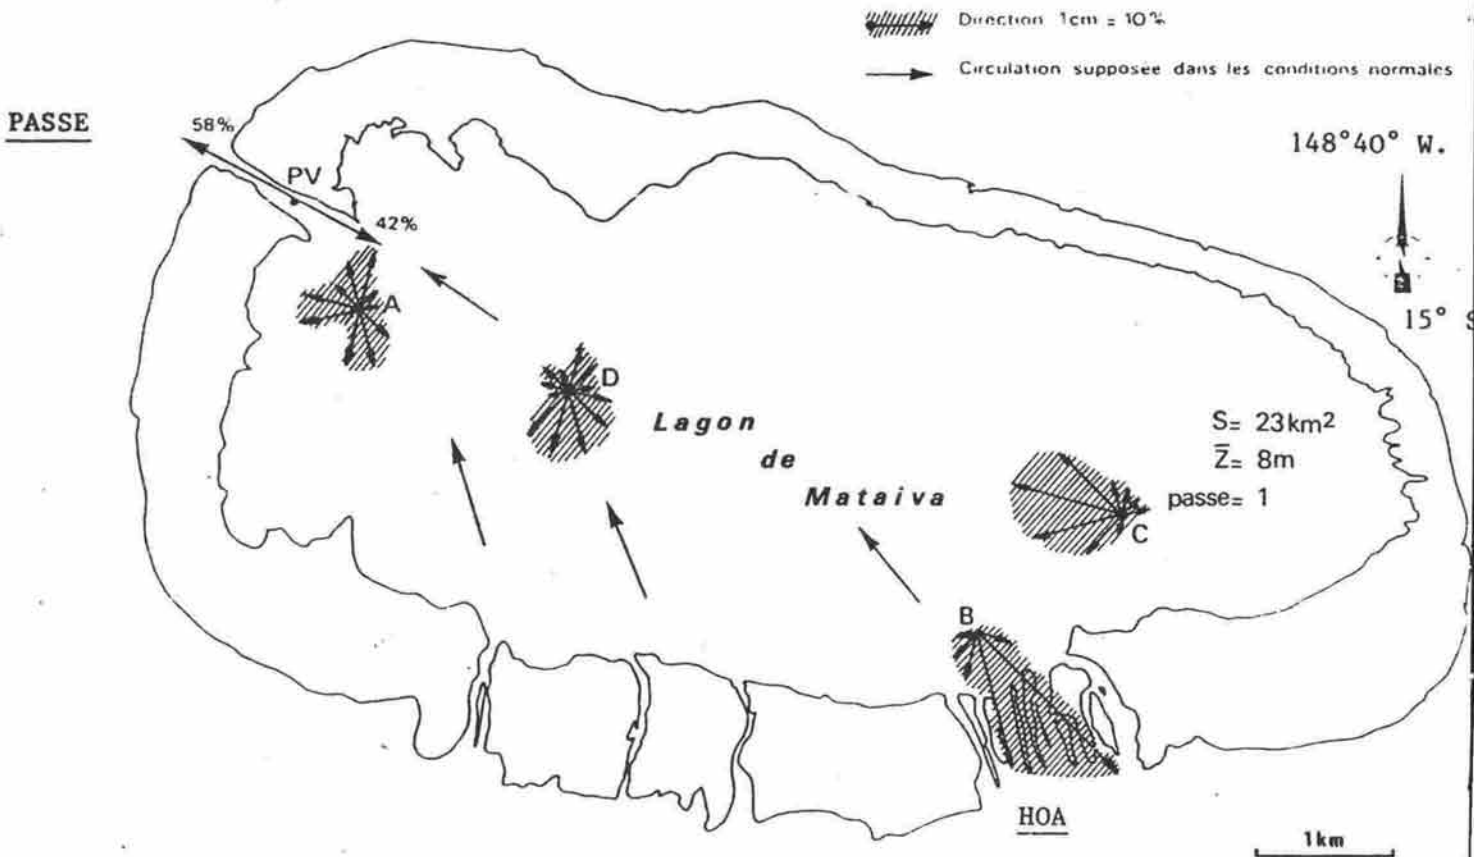 Direction 1cm = 10%
Circulation supposée dans les conditions normales
PASSE
58%
148°40° W.
PV
42%
A
15° S
D
Lagon
de
Mataiva
S= 23km²
Z̅= 8m
passe= 1
C
B
HOA
1km